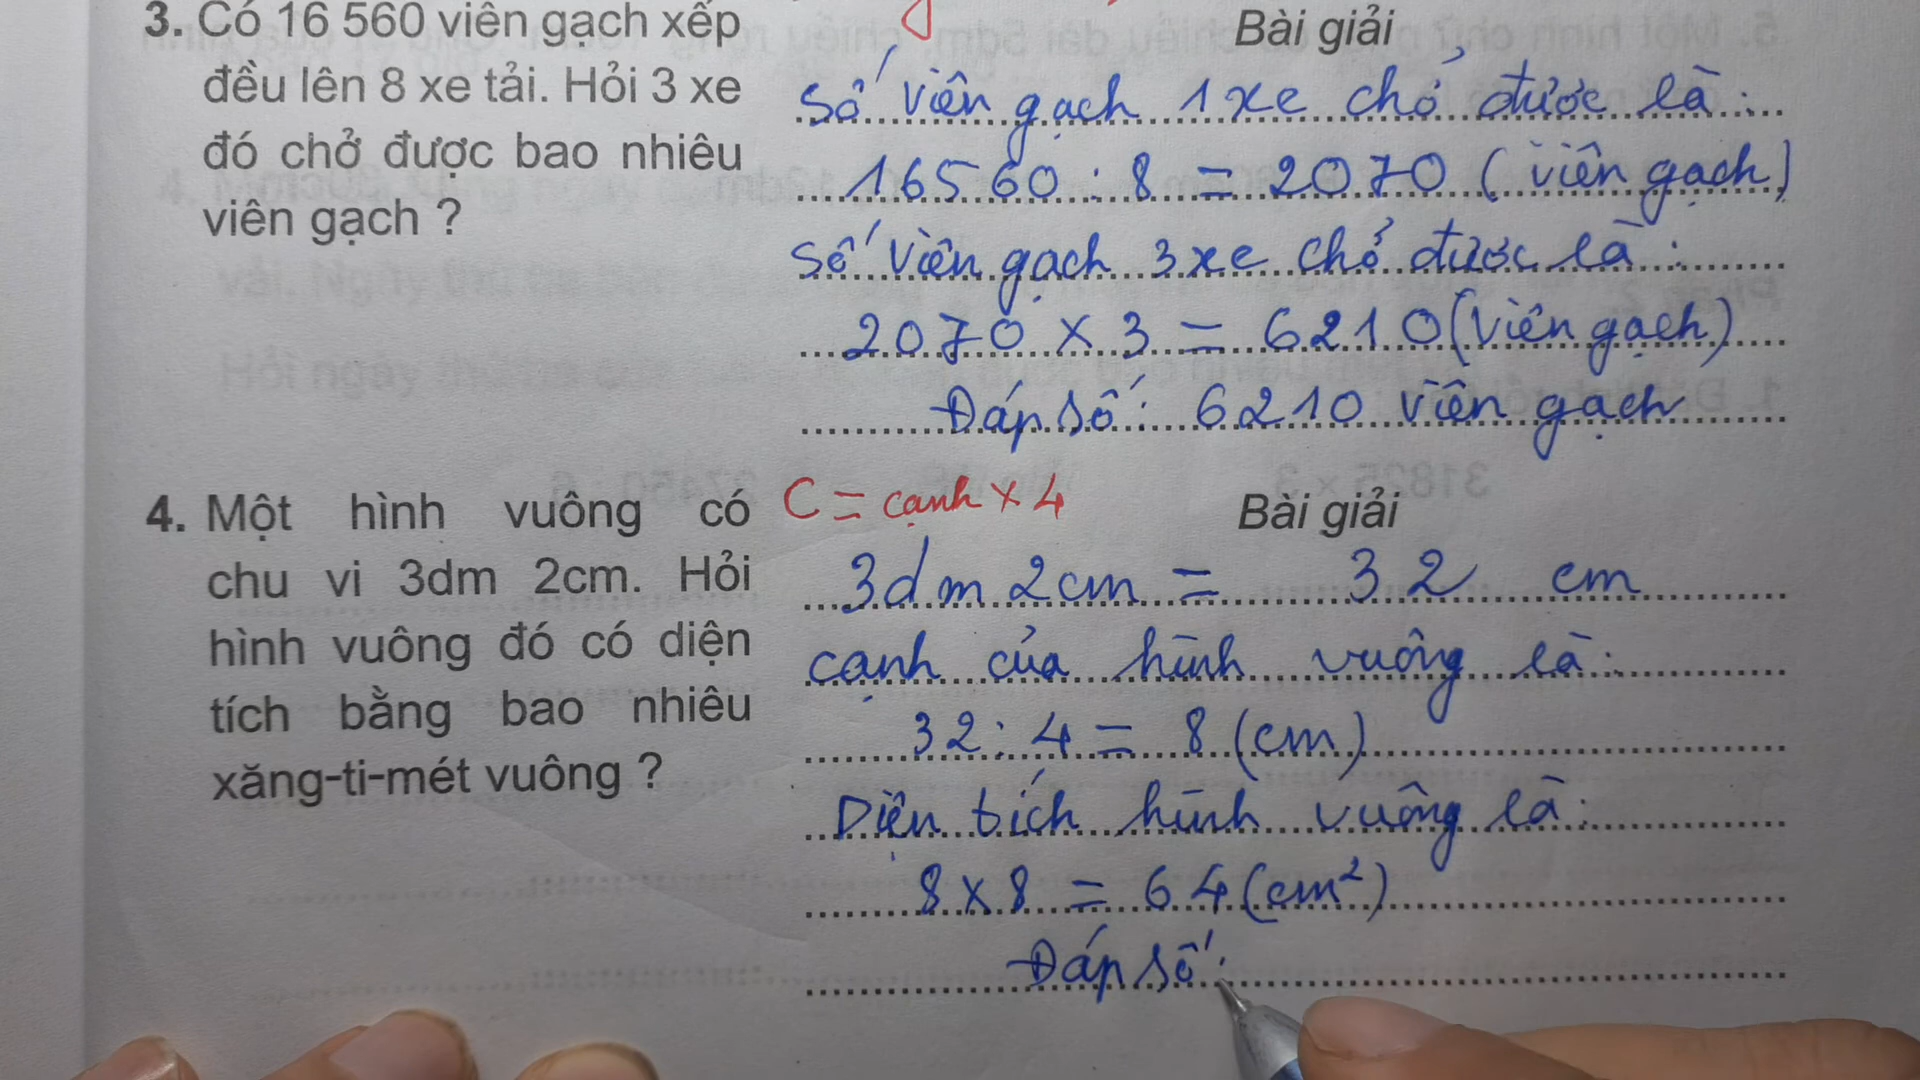 3. Có 16 560 viên gạch xếp
đều lên 8 xe tải. Hỏi 3 xe
đó chở được bao nhiêu
viên gạch ?
Bài giải
Số viên gạch 1 xe chở được là :
16560 : 8 = 2070 ( viên gạch)
Số viên gạch 3 xe chở được là :
2070 x 3 = 6210 (viên gạch)
Đáp số : 6210 viên gạch
4. Một hình vuông có
chu vi 3dm 2cm. Hỏi
hình vuông đó có diện
tích bằng bao nhiêu
xăng-ti-mét vuông ?
C = cạnh x 4
Bài giải
3dm 2cm = 32 cm
cạnh của hình vuông là :
32 : 4 = 8 (cm)
Diện tích hình vuông là :
8 x 8 = 64 (cm²)
Đáp số :